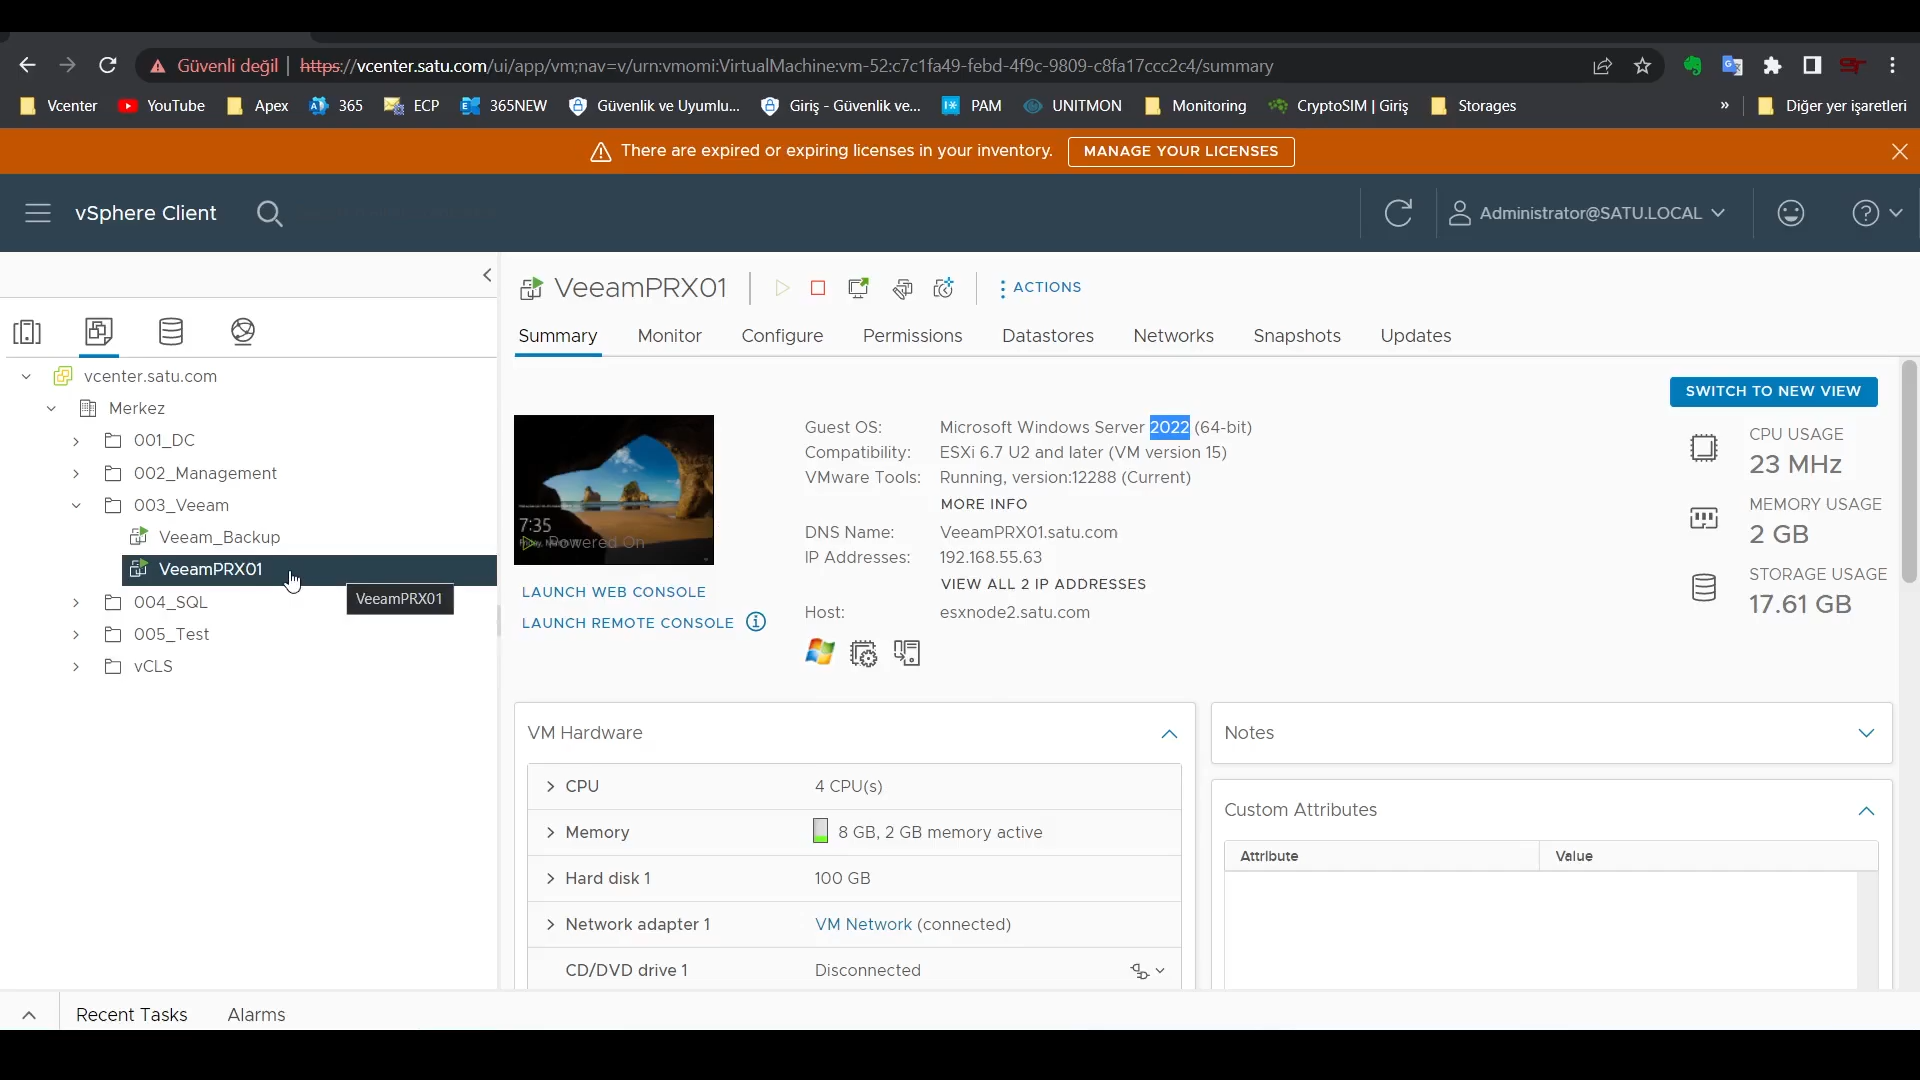 Güvenli değil | https://vcenter.satu.com/ui/app/vm;nav=v/urn:vmomi:VirtualMachine:vm-52:c7c1fa49-febd-4f9c-9809-c8fa17ccc2c4/summary
Vcenter YouTube Apex 365 ECP 365NEW Güvenlik ve Uyumlu... Giriş - Güvenlik ve... PAM UNITMON Monitoring CryptoSIM | Giriş Storages » Diğer yer işaretleri
There are expired or expiring licenses in your inventory. MANAGE YOUR LICENSES
vSphere Client Administrator@SATU.LOCAL
VeeamPRX01 ACTIONS
Summary Monitor Configure Permissions Datastores Networks Snapshots Updates
vcenter.satu.com
Merkez
001_DC
002_Management
003_Veeam
Veeam_Backup
VeeamPRX01
VeeamPRX01
004_SQL
005_Test
vCLS
SWITCH TO NEW VIEW
7:35
Powered On
LAUNCH WEB CONSOLE
LAUNCH REMOTE CONSOLE
Guest OS: Microsoft Windows Server 2022 (64-bit)
Compatibility: ESXi 6.7 U2 and later (VM version 15)
VMware Tools: Running, version:12288 (Current)
MORE INFO
DNS Name: VeeamPRX01.satu.com
IP Addresses: 192.168.55.63
VIEW ALL 2 IP ADDRESSES
Host: esxnode2.satu.com
CPU USAGE
23 MHz
MEMORY USAGE
2 GB
STORAGE USAGE
17.61 GB
VM Hardware
CPU 4 CPU(s)
Memory 8 GB, 2 GB memory active
Hard disk 1 100 GB
Network adapter 1 VM Network (connected)
CD/DVD drive 1 Disconnected
Notes
Custom Attributes
Attribute Value
Recent Tasks Alarms